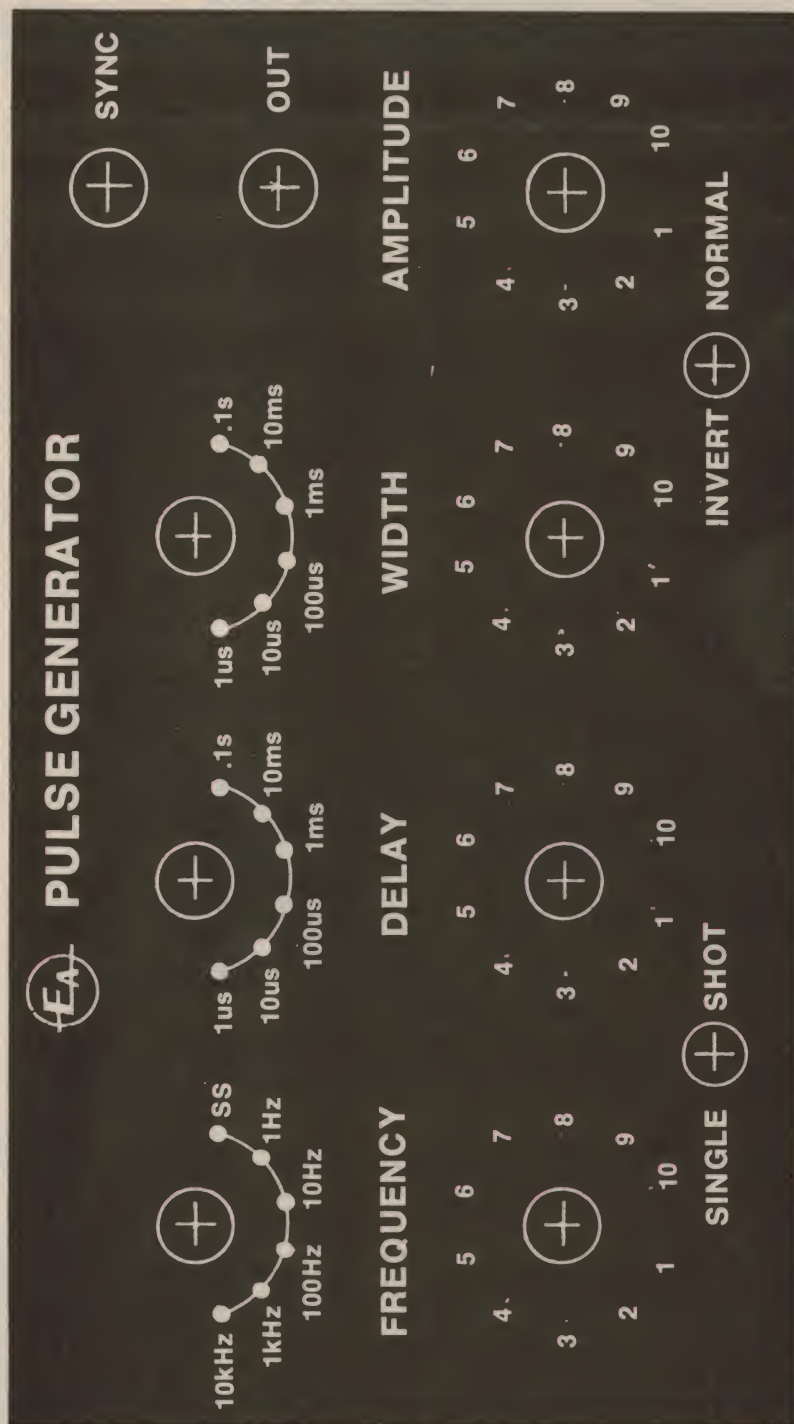 EA PULSE GENERATOR
SYNC
OUT
10kHz
1kHz
100Hz
10Hz
1Hz
SS
1us
10us
100us
1ms
10ms
.1s
1us
10us
100us
1ms
10ms
.1s
FREQUENCY
DELAY
WIDTH
AMPLITUDE
1
2
3
4
5
6
7
8
9
10
1
2
3
4
5
6
7
8
9
10
1
2
3
4
5
6
7
8
9
10
1
2
3
4
5
6
7
8
9
10
SINGLE SHOT
INVERT NORMAL